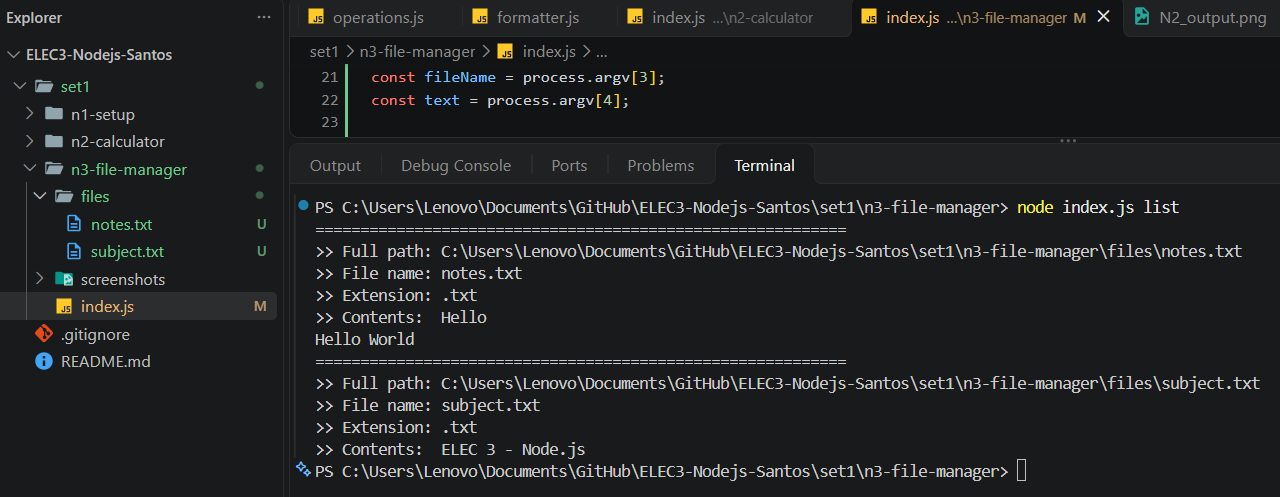 Explorer ...
ELEC3-Nodejs-Santos
set1
n1-setup
n2-calculator
n3-file-manager
files
notes.txt U
subject.txt U
screenshots
JS index.js M
.gitignore
README.md
JS operations.js JS formatter.js JS index.js ...\n2-calculator JS index.js ...\n3-file-manager M N2_output.png
set1 > n3-file-manager > JS index.js > ...
21 const fileName = process.argv[3];
22 const text = process.argv[4];
23
Output Debug Console Ports Problems Terminal
PS C:\Users\Lenovo\Documents\GitHub\ELEC3-Nodejs-Santos\set1\n3-file-manager> node index.js list
===========================================================
>> Full path: C:\Users\Lenovo\Documents\GitHub\ELEC3-Nodejs-Santos\set1\n3-file-manager\files\notes.txt
>> File name: notes.txt
>> Extension: .txt
>> Contents:  Hello
Hello World
===========================================================
>> Full path: C:\Users\Lenovo\Documents\GitHub\ELEC3-Nodejs-Santos\set1\n3-file-manager\files\subject.txt
>> File name: subject.txt
>> Extension: .txt
>> Contents:  ELEC 3 - Node.js
PS C:\Users\Lenovo\Documents\GitHub\ELEC3-Nodejs-Santos\set1\n3-file-manager>